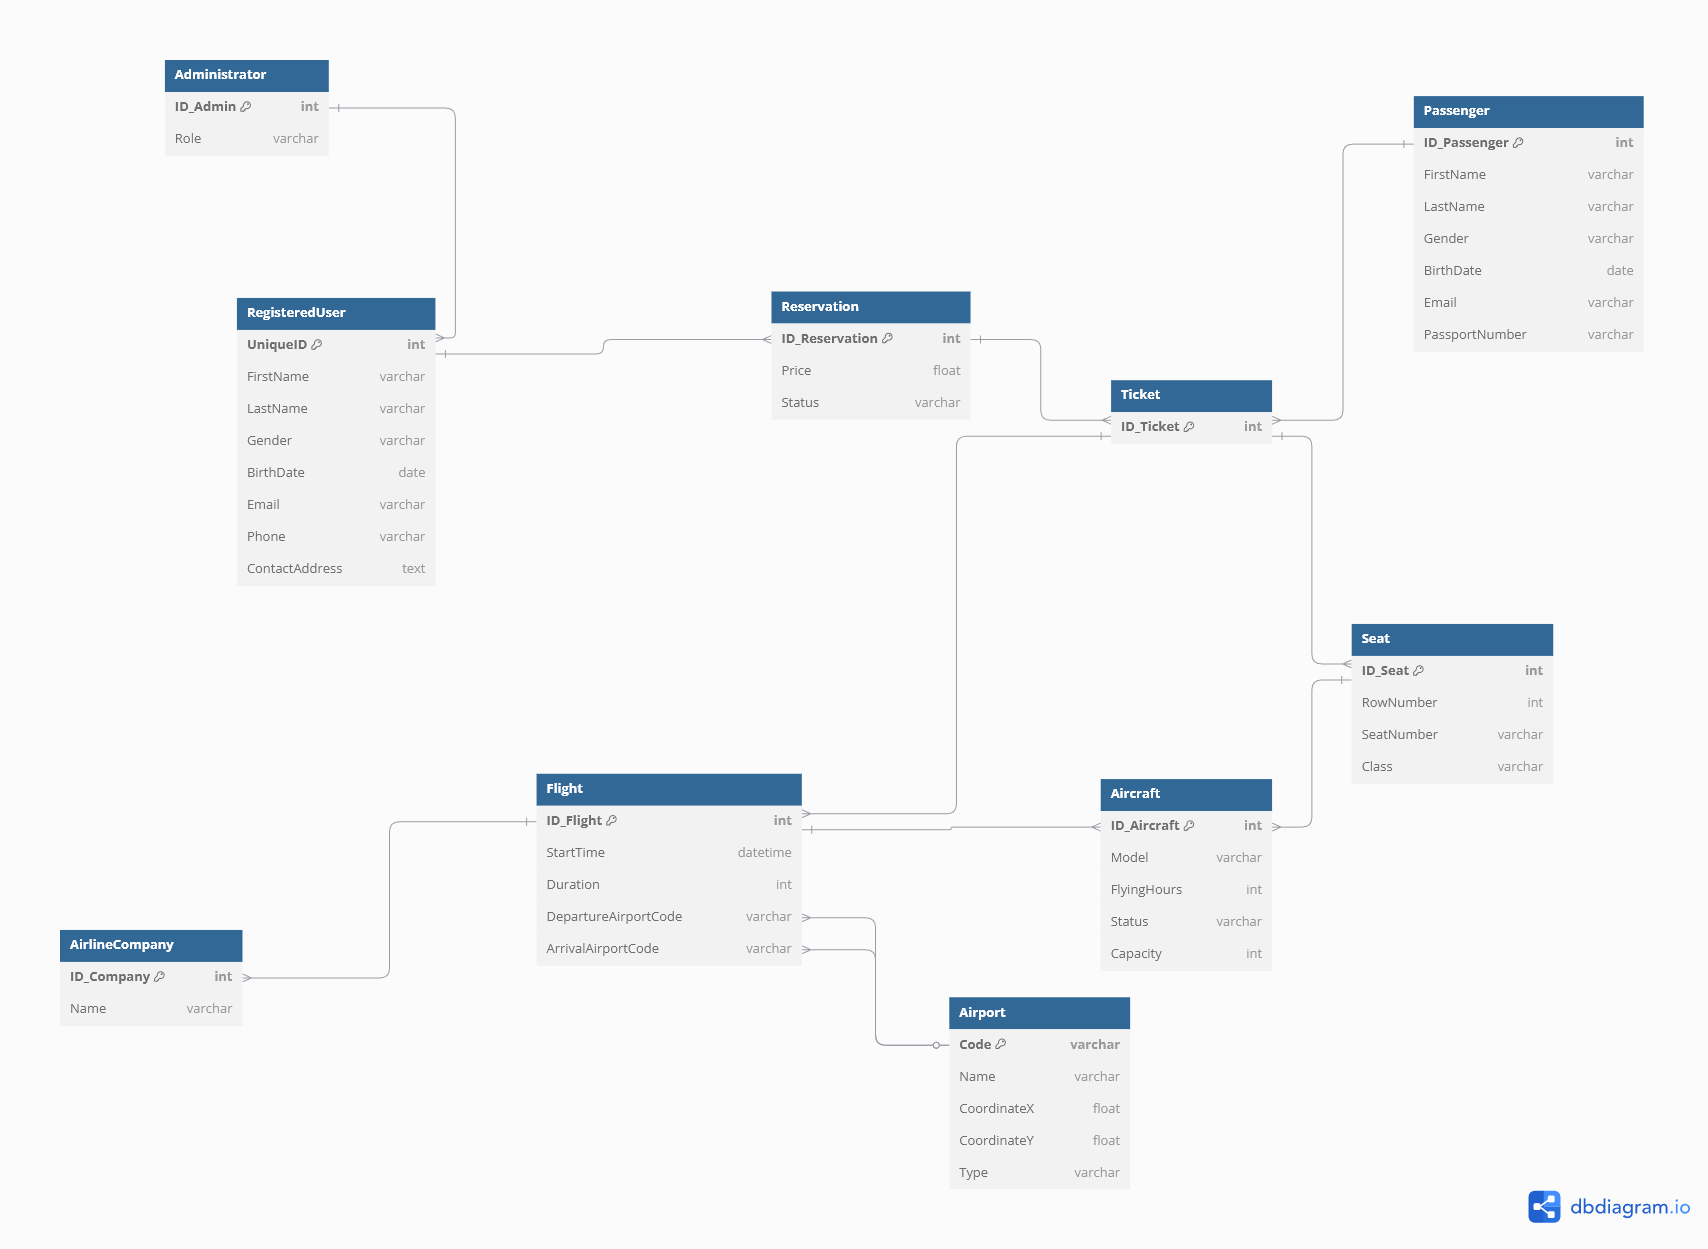 Administrator
ID_Admin int
Role varchar
Passenger
ID_Passenger int
FirstName varchar
LastName varchar
Gender varchar
BirthDate date
Email varchar
PassportNumber varchar
RegisteredUser
UniqueID int
FirstName varchar
LastName varchar
Gender varchar
BirthDate date
Email varchar
Phone varchar
ContactAddress text
Reservation
ID_Reservation int
Price float
Status varchar
Ticket
ID_Ticket int
Seat
ID_Seat int
RowNumber int
SeatNumber varchar
Class varchar
Flight
ID_Flight int
StartTime datetime
Duration int
DepartureAirportCode varchar
ArrivalAirportCode varchar
Aircraft
ID_Aircraft int
Model varchar
FlyingHours int
Status varchar
Capacity int
AirlineCompany
ID_Company int
Name varchar
Airport
Code varchar
Name varchar
CoordinateX float
CoordinateY float
Type varchar
dbdiagram.io